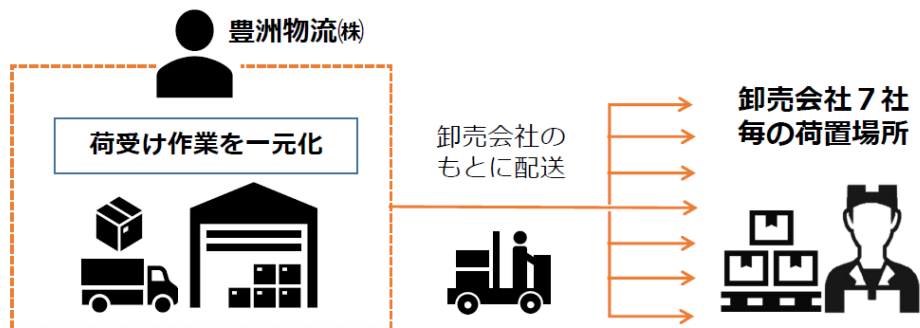 豊洲物流㈱
荷受け作業を一元化
卸売会社の
もとに配送
卸売会社７社
毎の荷置場所